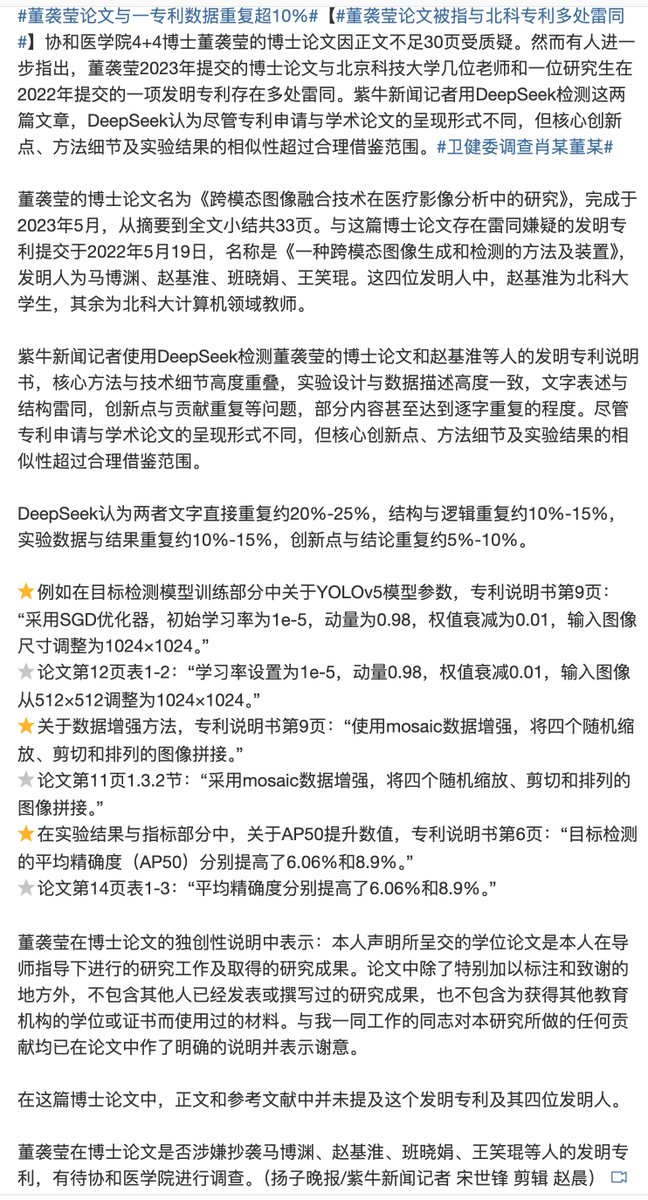 #董袭莹论文与一专利数据重复超10%#【#董袭莹论文被指与北科专利多处雷同
#】协和医学院4+4博士董袭莹的博士论文因正文不足30页受质疑。然而有人进一
步指出，董袭莹2023年提交的博士论文与北京科技大学几位老师和一位研究生在
2022年提交的一项发明专利存在多处雷同。紫牛新闻记者用DeepSeek检测这两
篇文章，DeepSeek认为尽管专利申请与学术论文的呈现形式不同，但核心创新
点、方法细节及实验结果的相似性超过合理借鉴范围。#卫健委调查肖某董某#
董袭莹的博士论文名为《跨模态图像融合技术在医疗影像分析中的研究》，完成于
2023年5月，从摘要到全文小结共33页。与这篇博士论文存在雷同嫌疑的发明专
利提交于2022年5月19日，名称是《一种跨模态图像生成和检测的方法及装置》，
发明人为马博渊、赵基淮、班晓娟、王笑琨。这四位发明人中，赵基淮为北科大
学生，其余为北科大计算机领域教师。
紫牛新闻记者使用DeepSeek检测董袭莹的博士论文和赵基淮等人的发明专利说明
书，核心方法与技术细节高度重叠，实验设计与数据描述高度一致，文字表述与
结构雷同，创新点与贡献重复等问题，部分内容甚至达到逐字重复的程度。尽管
专利申请与学术论文的呈现形式不同，但核心创新点、方法细节及实验结果的相
似性超过合理借鉴范围。
DeepSeek认为两者文字直接重复约20%-25%，结构与逻辑重复约10%-15%，
实验数据与结果重复约10%-15%，创新点与结论重复约5%-10%。
例如在目标检测模型训练部分中关于YOLOv5模型参数，专利说明书第9页：
“采用SGD优化器，初始学习率为1e-5，动量为0.98，权值衰减为0.01，输入图像
尺寸调整为1024×1024。”
论文第12页表1-2：“学习率设置为1e-5，动量0.98，权值衰减0.01，输入图像
从512×512调整为1024×1024。”
关于数据增强方法，专利说明书第9页：“使用mosaic数据增强，将四个随机缩
放、剪切和排列的图像拼接。”
论文第11页1.3.2节：“采用mosaic数据增强，将四个随机缩放、剪切和排列的
图像拼接。”
在实验结果与指标部分中，关于AP50提升数值，专利说明书第6页：“目标检测
的平均精确度（AP50）分别提高了6.06%和8.9%。”
论文第14页表1-3：“平均精确度分别提高了6.06%和8.9%。”
董袭莹在博士论文的独创性说明中表示：本人声明所呈交的学位论文是本人在导
师指导下进行的研究工作及取得的研究成果。论文中除了特别加以标注和致谢的
地方外，不包含其他人已经发表或撰写过的研究成果，也不包含为获得其他教育
机构的学位或证书而使用过的材料。与我一同工作的同志对本研究所做的任何贡
献均已在论文中作了明确的说明并表示谢意。
在这篇博士论文中，正文和参考文献中并未提及这个发明专利及其四位发明人。
董袭莹在博士论文是否涉嫌抄袭马博渊、赵基淮、班晓娟、王笑琨等人的发明专
利，有待协和医学院进行调查。（扬子晚报/紫牛新闻记者 宋世锋 剪辑 赵晨）